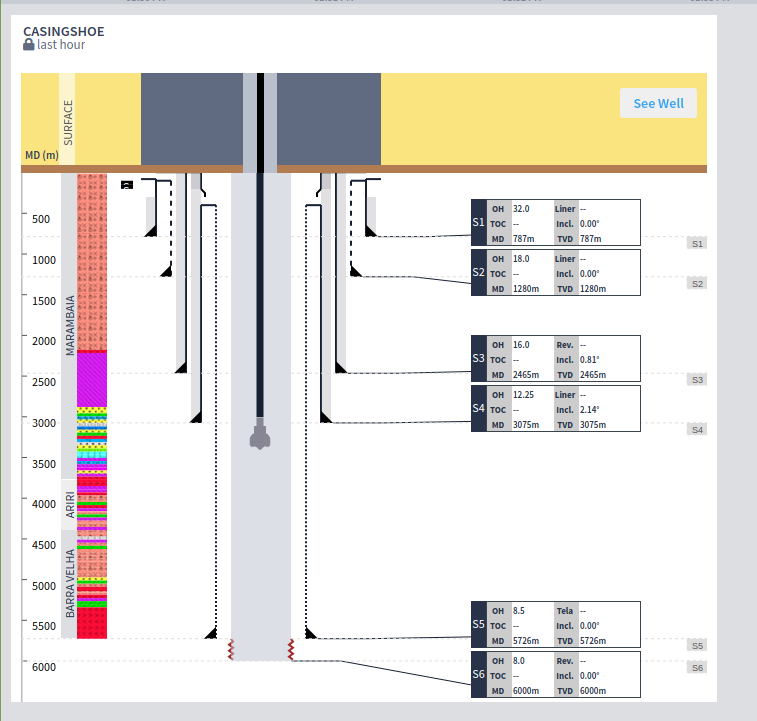 CASINGSHOE
last hour
SURFACE
See Well
MD (m)
500
1000
1500
2000
2500
3000
3500
4000
4500
5000
5500
6000
MARAMBAIA
ARIRI
BARRA VELHA
S1
OH 32.0 Liner --
TOC -- Incl. 0.00°
MD 787m TVD 787m
S1
S2
OH 18.0 Liner --
TOC -- Incl. 0.00°
MD 1280m TVD 1280m
S2
S3
OH 16.0 Rev. --
TOC -- Incl. 0.81°
MD 2465m TVD 2465m
S3
S4
OH 12.25 Liner --
TOC -- Incl. 2.14°
MD 3075m TVD 3075m
S4
S5
OH 8.5 Tela --
TOC -- Incl. 0.00°
MD 5726m TVD 5726m
S5
S6
OH 8.0 Rev. --
TOC -- Incl. 0.00°
MD 6000m TVD 6000m
S6